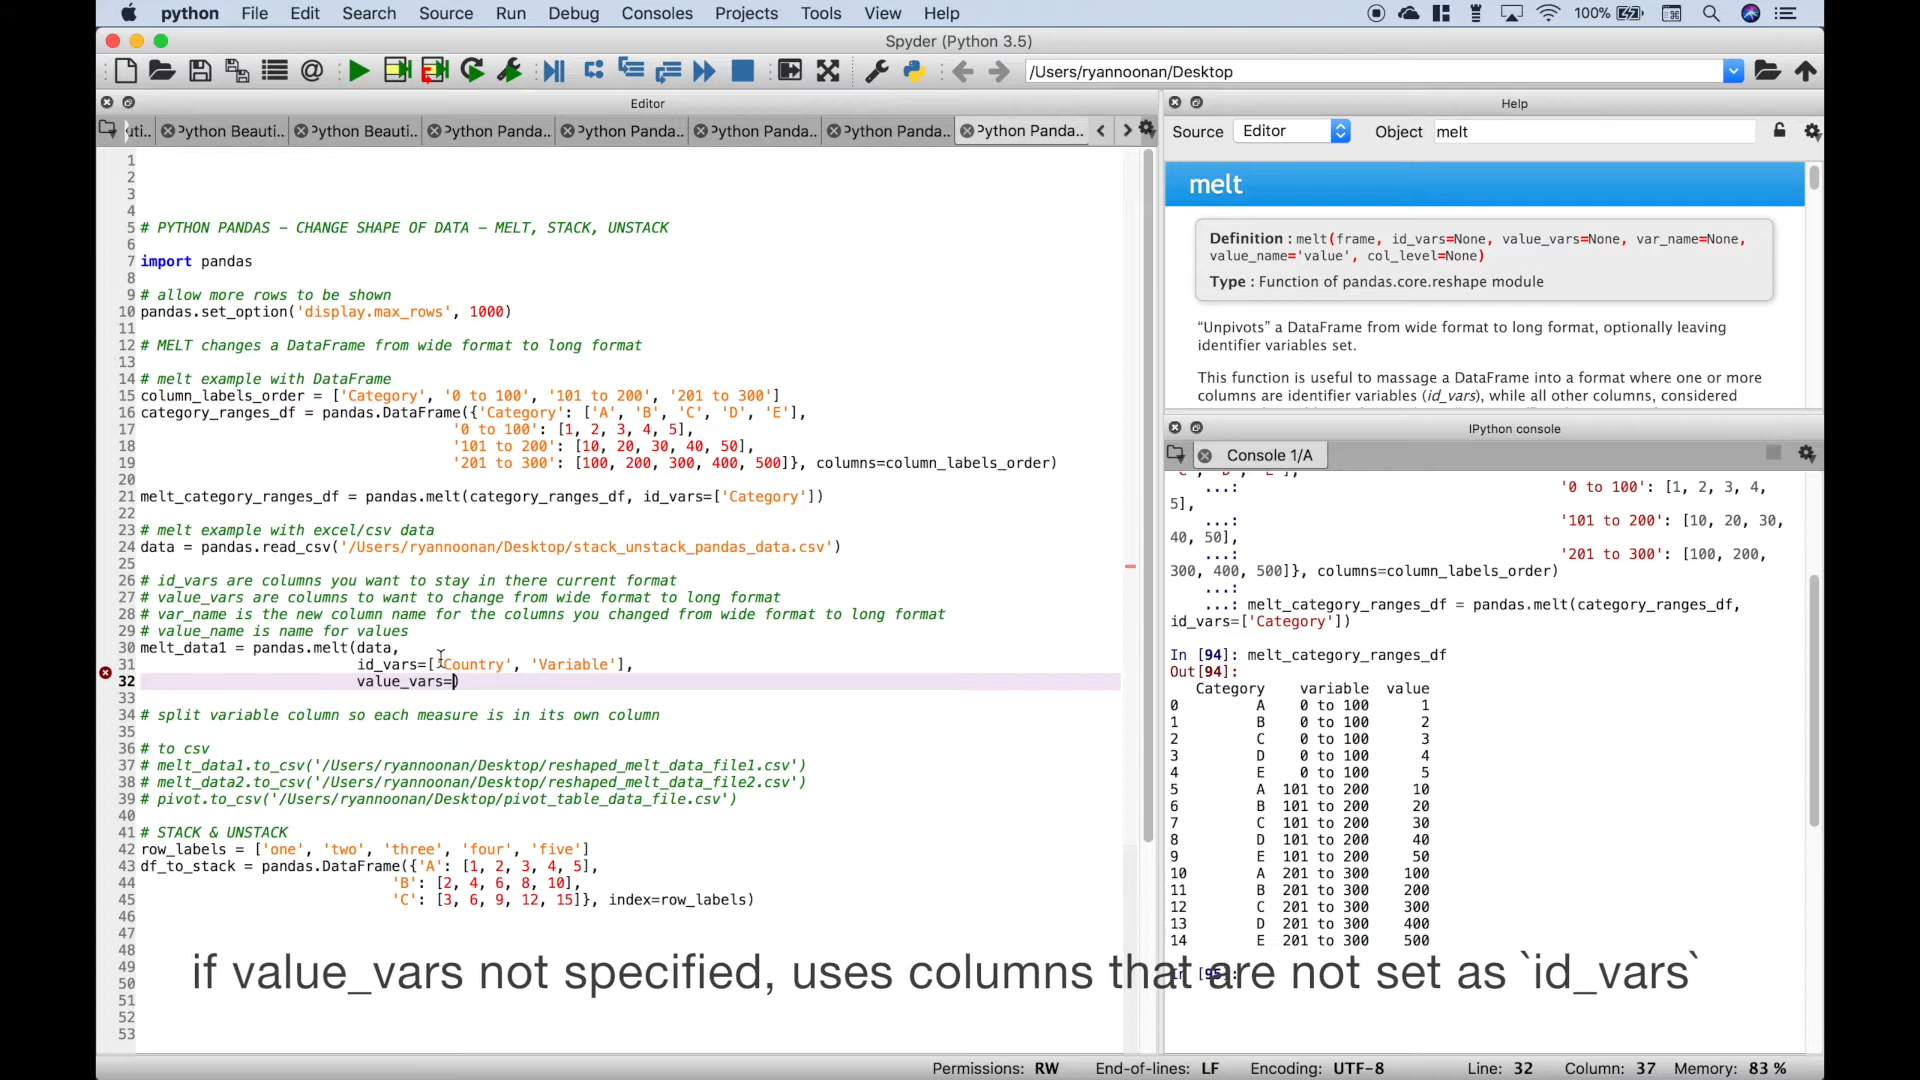 python File Edit Search Source Run Debug Consoles Projects Tools View Help 100%
Spyder (Python 3.5)
/Users/ryannoonan/Desktop
Editor
uti.. Python Beauti.. Python Beauti.. Python Panda.. Python Panda.. Python Panda.. Python Panda.. Python Panda..
1
2
3
4
5 # PYTHON PANDAS – CHANGE SHAPE OF DATA – MELT, STACK, UNSTACK
6
7 import pandas
8
9 # allow more rows to be shown
10 pandas.set_option('display.max_rows', 1000)
11
12 # MELT changes a DataFrame from wide format to long format
13
14 # melt example with DataFrame
15 column_labels_order = ['Category', '0 to 100', '101 to 200', '201 to 300']
16 category_ranges_df = pandas.DataFrame({'Category': ['A', 'B', 'C', 'D', 'E'],
17 '0 to 100': [1, 2, 3, 4, 5],
18 '101 to 200': [10, 20, 30, 40, 50],
19 '201 to 300': [100, 200, 300, 400, 500]}, columns=column_labels_order)
20
21 melt_category_ranges_df = pandas.melt(category_ranges_df, id_vars=['Category'])
22
23 # melt example with excel/csv data
24 data = pandas.read_csv('/Users/ryannoonan/Desktop/stack_unstack_pandas_data.csv')
25
26 # id_vars are columns you want to stay in there current format
27 # value_vars are columns to want to change from wide format to long format
28 # var_name is the new column name for the columns you changed from wide format to long format
29 # value_name is name for values
30 melt_data1 = pandas.melt(data,
31 id_vars=['Country', 'Variable'],
32 value_vars=)
33
34 # split variable column so each measure is in its own column
35
36 # to csv
37 # melt_data1.to_csv('/Users/ryannoonan/Desktop/reshaped_melt_data_file1.csv')
38 # melt_data2.to_csv('/Users/ryannoonan/Desktop/reshaped_melt_data_file2.csv')
39 # pivot.to_csv('/Users/ryannoonan/Desktop/pivot_table_data_file.csv')
40
41 # STACK & UNSTACK
42 row_labels = ['one', 'two', 'three', 'four', 'five']
43 df_to_stack = pandas.DataFrame({'A': [1, 2, 3, 4, 5],
44 'B': [2, 4, 6, 8, 10],
45 'C': [3, 6, 9, 12, 15]}, index=row_labels)
46
47
48
49
50
51
52
53
Help
Source Editor Object melt
melt
Definition : melt(frame, id_vars=None, value_vars=None, var_name=None,
value_name='value', col_level=None)
Type : Function of pandas.core.reshape module
“Unpivots” a DataFrame from wide format to long format, optionally leaving
identifier variables set.
This function is useful to massage a DataFrame into a format where one or more
columns are identifier variables (id_vars), while all other columns, considered
IPython console
Console 1/A
'C', 'D', 'E'],
...: '0 to 100': [1, 2, 3, 4,
5],
...: '101 to 200': [10, 20, 30,
40, 50],
...: '201 to 300': [100, 200,
300, 400, 500]}, columns=column_labels_order)
...:
...: melt_category_ranges_df = pandas.melt(category_ranges_df,
id_vars=['Category'])
In [94]: melt_category_ranges_df
Out[94]:
Category variable value
0 A 0 to 100 1
1 B 0 to 100 2
2 C 0 to 100 3
3 D 0 to 100 4
4 E 0 to 100 5
5 A 101 to 200 10
6 B 101 to 200 20
7 C 101 to 200 30
8 D 101 to 200 40
9 E 101 to 200 50
10 A 201 to 300 100
11 B 201 to 300 200
12 C 201 to 300 300
13 D 201 to 300 400
14 E 201 to 300 500
In [95]:
if value_vars not specified, uses columns that are not set as `id_vars`
Permissions: RW End-of-lines: LF Encoding: UTF-8 Line: 32 Column: 37 Memory: 83 %